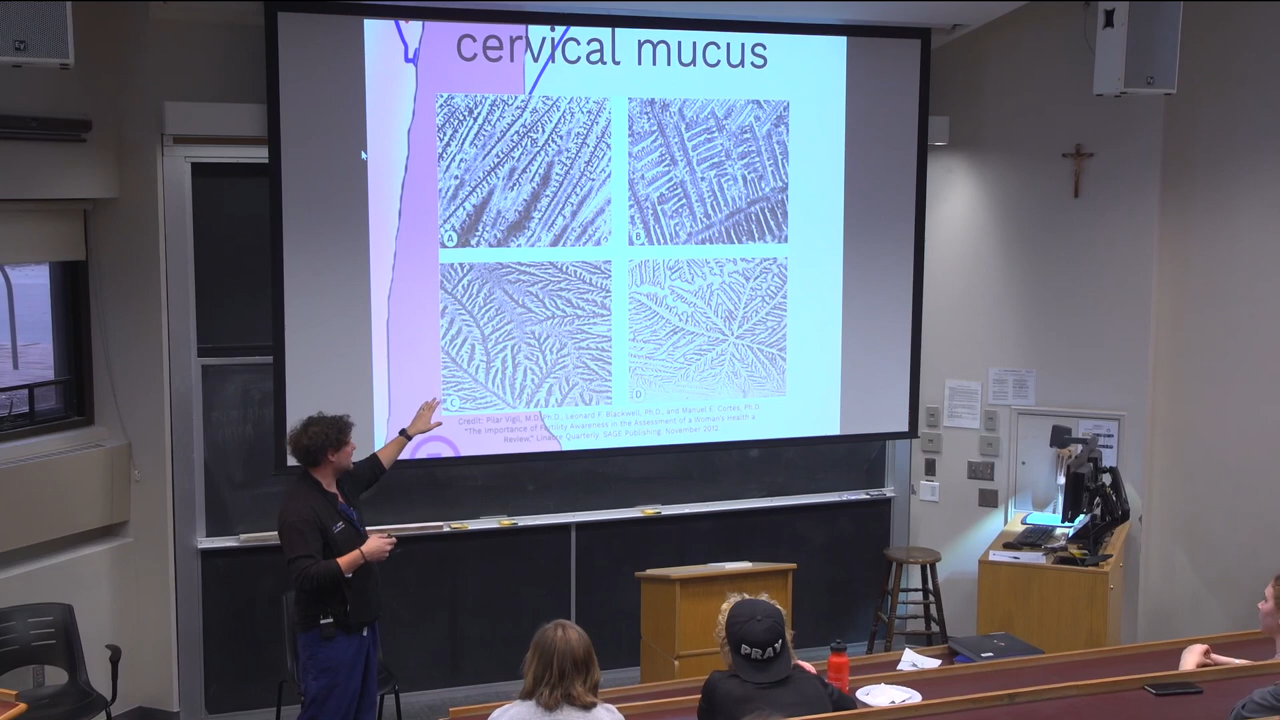 cervical mucus
A
B
C
D
Credit: Pilar Vigil, M.D. Ph.D., Leonard F. Blackwell, Ph.D., and Manuel E. Cortés, Ph.D.
"The Importance of Fertility Awareness in the Assessment of a Woman's Health a
Review," Linacre Quarterly. SAGE Publishing. November 2012
PRAY